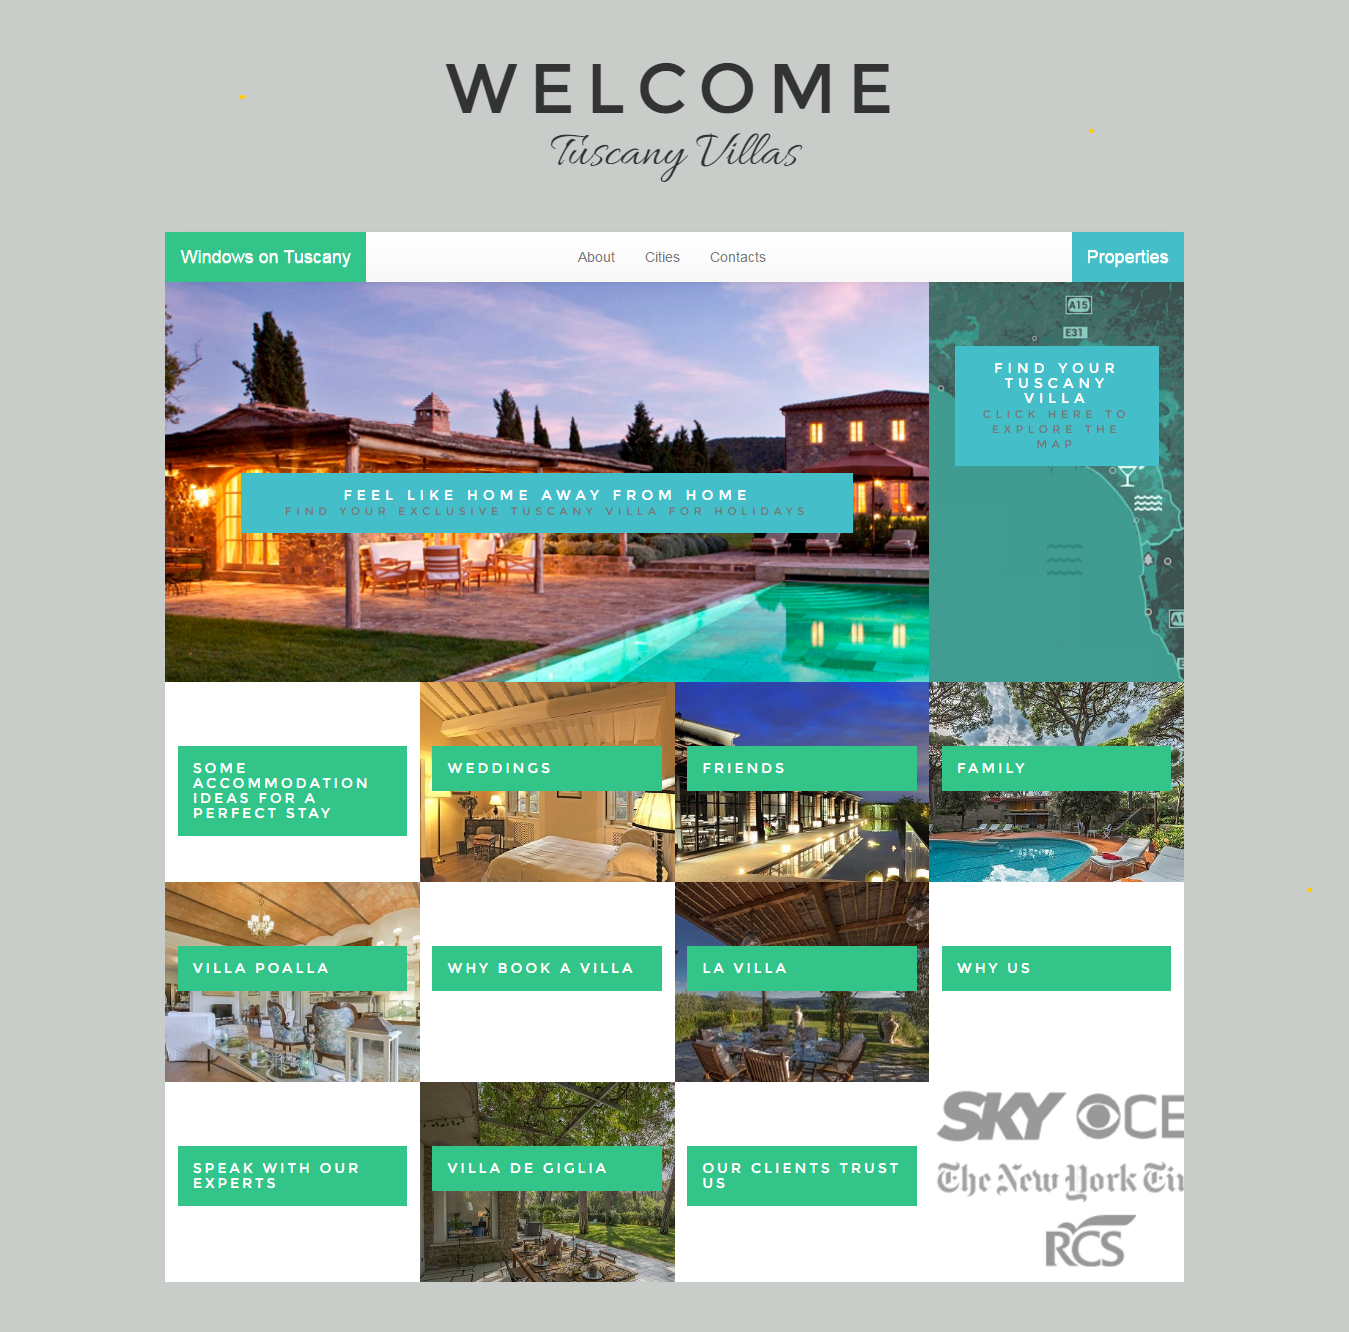 WELCOME
Tuscany Villas
Windows on Tuscany
About
Cities
Contacts
Properties
FEEL LIKE HOME AWAY FROM HOME
FIND YOUR EXCLUSIVE TUSCANY VILLA FOR HOLIDAYS
A15
E31
FIND YOUR
TUSCANY
VILLA
CLICK HERE TO
EXPLORE THE
MAP
A1
E
SOME
ACCOMMODATION
IDEAS FOR A
PERFECT STAY
WEDDINGS
FRIENDS
FAMILY
VILLA POALLA
WHY BOOK A VILLA
LA VILLA
WHY US
SPEAK WITH OUR
EXPERTS
VILLA DE GIGLIA
OUR CLIENTS TRUST
US
SKY
CE
The New York Tim
RCS